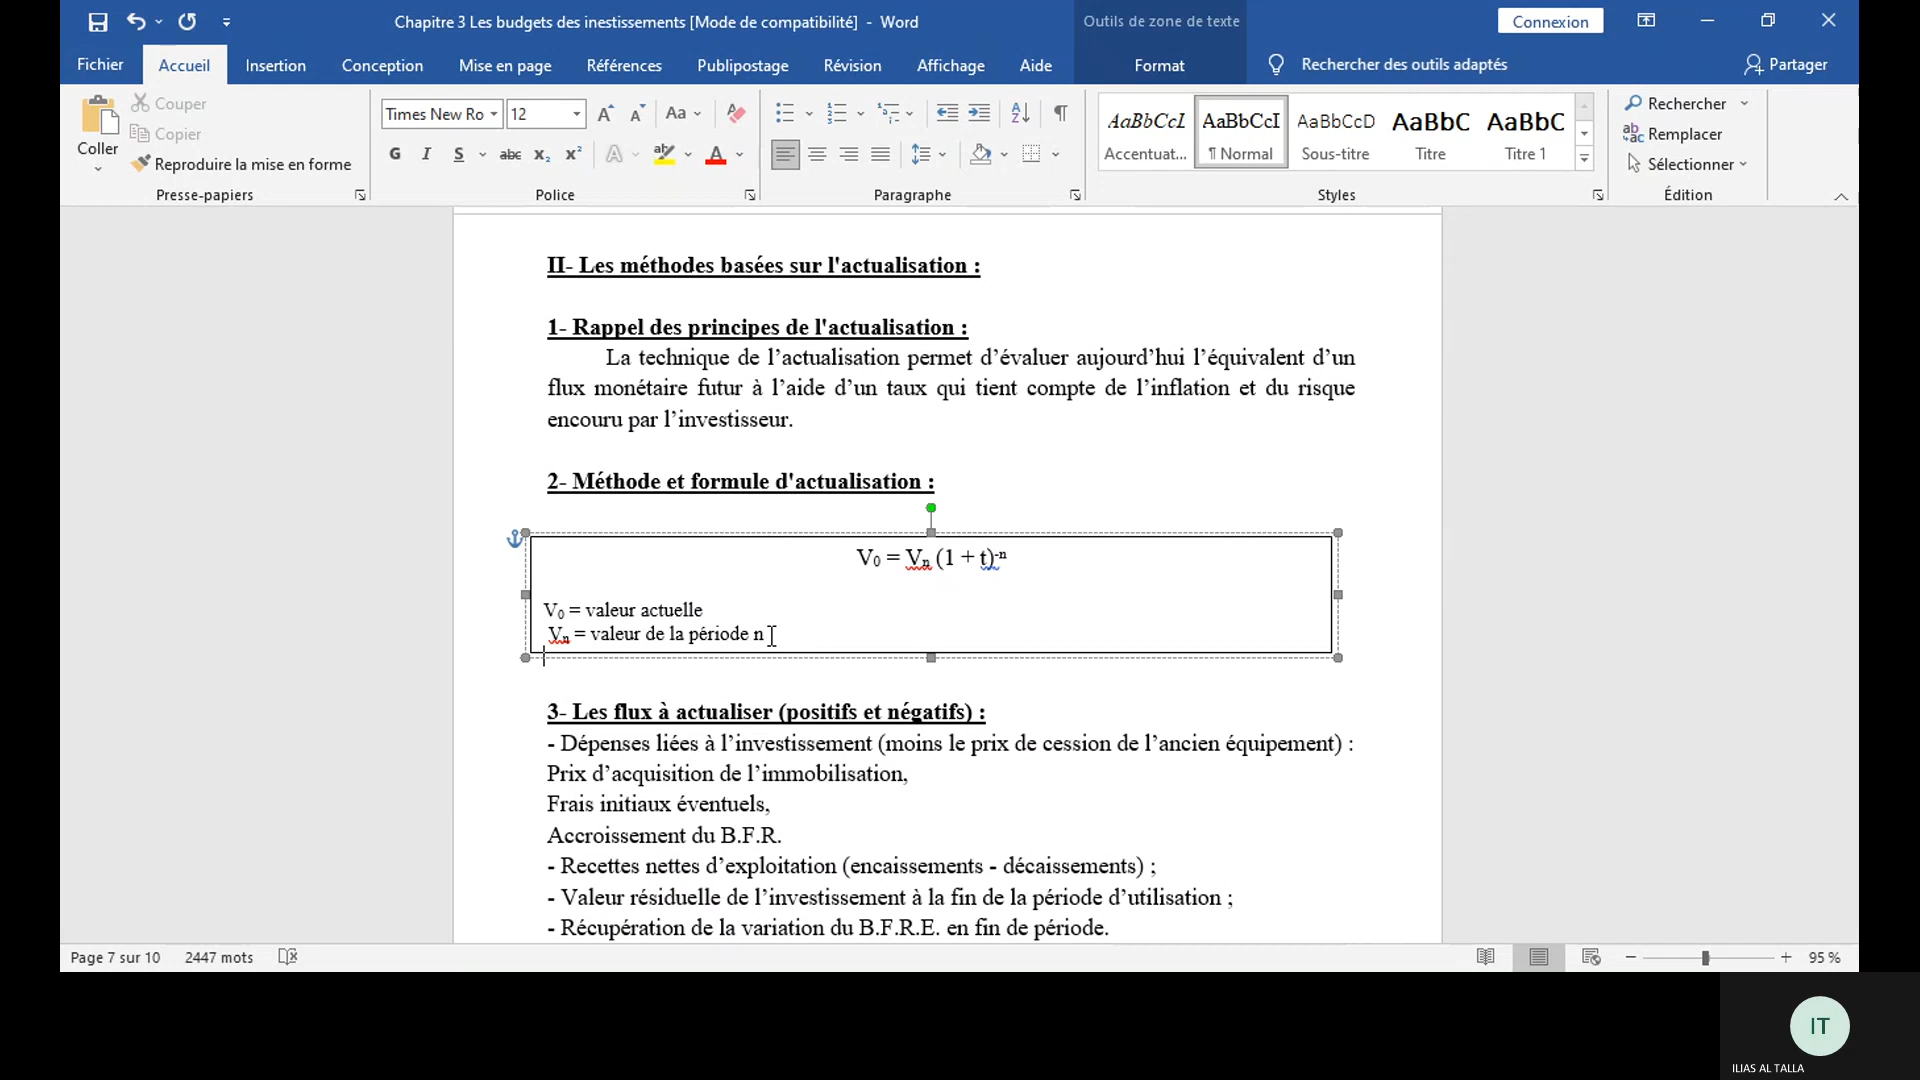 Chapitre 3 Les budgets des inestissements [Mode de compatibilité] - Word
Outils de zone de texte
Connexion
Fichier Accueil Insertion Conception Mise en page Références Publipostage Révision Affichage Aide Format Rechercher des outils adaptés Partager
Coller
Couper
Copier
Reproduire la mise en forme
Presse-papiers
Times New Ro 12
G I S abc x₂ x²
Police
Paragraphe
AaBbCcI AaBbCcI AaBbCcD AaBbC AaBbC
Accentuat... ¶ Normal Sous-titre Titre Titre 1
Styles
Rechercher
Remplacer
Sélectionner
Édition
II- Les méthodes basées sur l'actualisation :
1- Rappel des principes de l'actualisation :
La technique de l’actualisation permet d’évaluer aujourd’hui l’équivalent d’un
flux monétaire futur à l’aide d’un taux qui tient compte de l’inflation et du risque
encouru par l’investisseur.
2- Méthode et formule d'actualisation :
V₀ = Vₙ (1 + t)⁻ⁿ
V₀ = valeur actuelle
Vₙ = valeur de la période n
3- Les flux à actualiser (positifs et négatifs) :
- Dépenses liées à l’investissement (moins le prix de cession de l’ancien équipement) :
Prix d’acquisition de l’immobilisation,
Frais initiaux éventuels,
Accroissement du B.F.R.
- Recettes nettes d’exploitation (encaissements - décaissements) ;
- Valeur résiduelle de l’investissement à la fin de la période d’utilisation ;
- Récupération de la variation du B.F.R.E. en fin de période.
Page 7 sur 10 2447 mots 95 %
IT
ILIAS AL TALLA